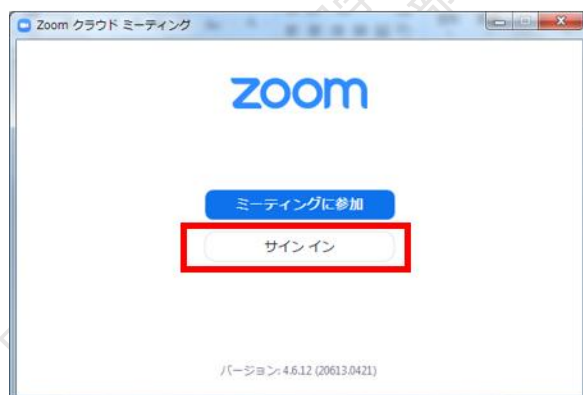 Zoom クラウド ミーティング
zoom
ミーティングに参加
サイン イン
バージョン: 4.6.12 (20613.0421)